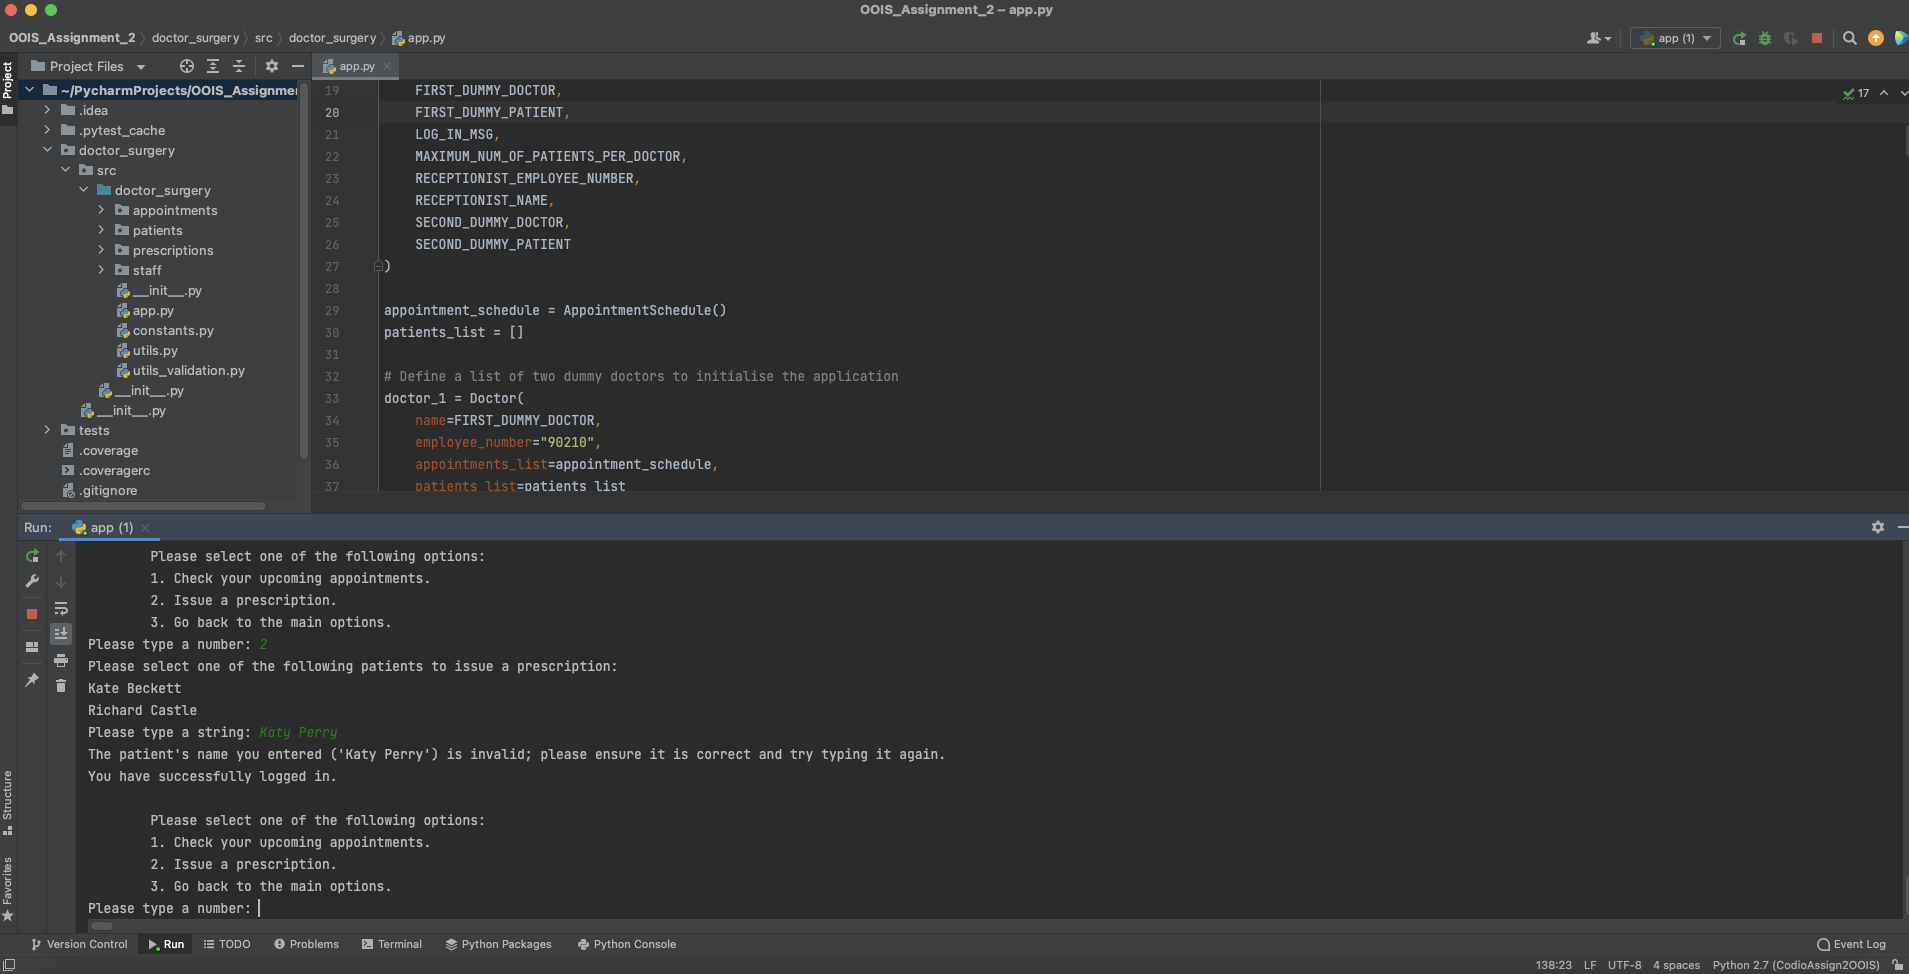 OOIS_Assignment_2 – app.py
OOIS_Assignment_2 doctor_surgery src doctor_surgery app.py
app (1)
Project
Project Files
app.py
~/PycharmProjects/OOIS_Assignme
.idea
.pytest_cache
doctor_surgery
src
doctor_surgery
appointments
patients
prescriptions
staff
__init__.py
app.py
constants.py
utils.py
utils_validation.py
__init__.py
__init__.py
tests
.coverage
.coveragerc
.gitignore
17
19 FIRST_DUMMY_DOCTOR,
20 FIRST_DUMMY_PATIENT,
21 LOG_IN_MSG,
22 MAXIMUM_NUM_OF_PATIENTS_PER_DOCTOR,
23 RECEPTIONIST_EMPLOYEE_NUMBER,
24 RECEPTIONIST_NAME,
25 SECOND_DUMMY_DOCTOR,
26 SECOND_DUMMY_PATIENT
27 )
28
29 appointment_schedule = AppointmentSchedule()
30 patients_list = []
31
32 # Define a list of two dummy doctors to initialise the application
33 doctor_1 = Doctor(
34 name=FIRST_DUMMY_DOCTOR,
35 employee_number="90210",
36 appointments_list=appointment_schedule,
37 patients_list=patients_list
Run: app (1)
Please select one of the following options:
1. Check your upcoming appointments.
2. Issue a prescription.
3. Go back to the main options.
Please type a number: 2
Please select one of the following patients to issue a prescription:
Kate Beckett
Richard Castle
Please type a string: Katy Perry
The patient's name you entered ('Katy Perry') is invalid; please ensure it is correct and try typing it again.
You have successfully logged in.
Please select one of the following options:
1. Check your upcoming appointments.
2. Issue a prescription.
3. Go back to the main options.
Please type a number:
Structure
Favorites
Version Control Run TODO Problems Terminal Python Packages Python Console Event Log
138:23 LF UTF-8 4 spaces Python 2.7 (CodioAssign2OOIS)